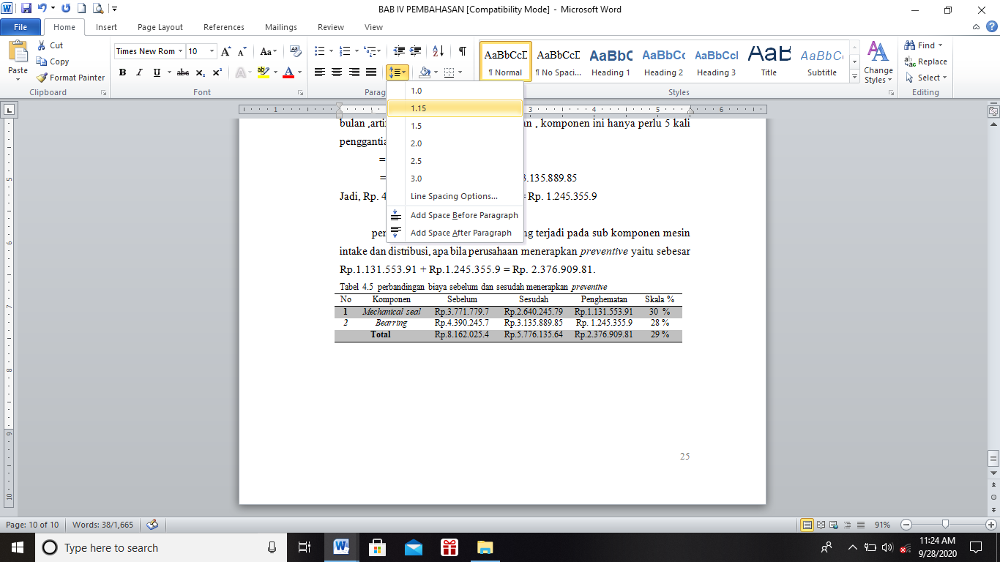 BAB IV PEMBAHASAN [Compatibility Mode] - Microsoft Word
File Home Insert Page Layout References Mailings Review View
Paste
Cut
Copy
Format Painter
Clipboard
Times New Rom 10
Font
Paragr
AaBbCcD AaBbCcD AaBbC AaBbCc AaBbCcI AaB AaBbCc
¶ Normal ¶ No Spaci... Heading 1 Heading 2 Heading 3 Title Subtitle
Styles
Change Styles
Find
Replace
Select
Editing
1.0
1.15
1.5
2.0
2.5
3.0
Line Spacing Options...
Add Space Before Paragraph
Add Space After Paragraph
1 3 4 5 6
bulan ,arti n , komponen ini hanya perlu 5 kali
penggantia
=
= 3.135.889.85
Jadi, Rp. 4 = Rp. 1.245.355.9
pen ng terjadi pada sub komponen mesin
intake dan distribusi, apa bila perusahaan menerapkan preventive yaitu sebesar
Rp.1.131.553.91 + Rp.1.245.355.9 = Rp. 2.376.909.81.
Tabel 4.5 perbandingan biaya sebelum dan sesudah menerapkan preventive
No Komponen Sebelum Sesudah Penghematan Skala %
1 Mechanical seal Rp.3.771.779.7 Rp.2.640.245.79 Rp.1.131.553.91 30 %
2 Bearring Rp.4.390.245.7 Rp.3.135.889.85 Rp. 1.245.355.9 28 %
Total Rp.8.162.025.4 Rp.5.776.135.64 Rp.2.376.909.81 29 %
25
Page: 10 of 10 Words: 38/1,665 91%
Type here to search
11:24 AM
9/28/2020